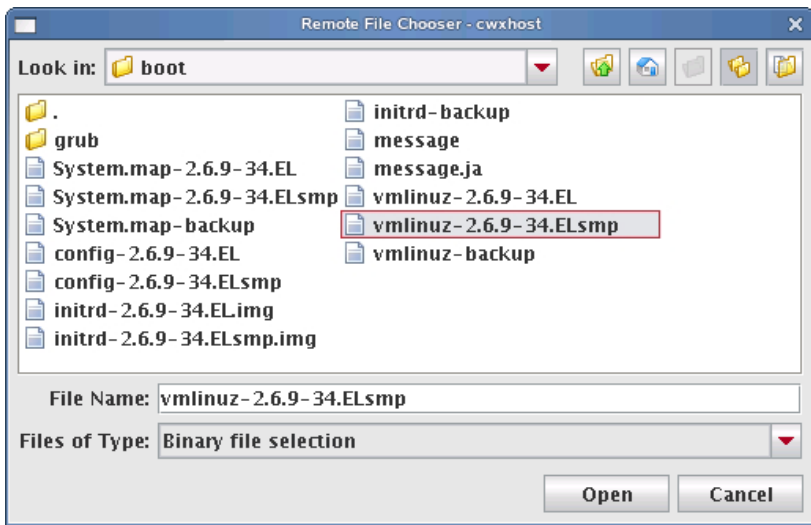 Remote File Chooser - cwxhost
Look in: boot
.
grub
System.map-2.6.9-34.EL
System.map-2.6.9-34.ELsmp
System.map-backup
config-2.6.9-34.EL
config-2.6.9-34.ELsmp
initrd-2.6.9-34.EL.img
initrd-2.6.9-34.ELsmp.img
initrd-backup
message
message.ja
vmlinuz-2.6.9-34.EL
vmlinuz-2.6.9-34.ELsmp
vmlinuz-backup
File Name: vmlinuz-2.6.9-34.ELsmp
Files of Type: Binary file selection
Open Cancel